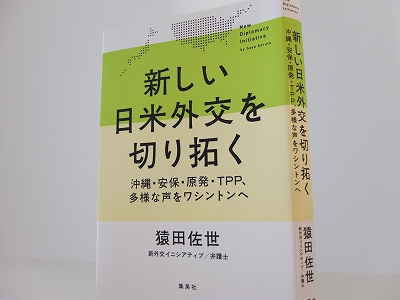 New
Diplomacy
Initiative
by Sayo Saruta
新しい
日米外交を
切り拓く
沖縄・安保・原発・TPP、
多様な声をワシントンへ
猿田佐世
新外交イニシアティブ/弁護士
集英社
新しい日米外交を切り拓く
沖縄・安保・原発・TPP、多様な声をワシントンへ
猿田佐世